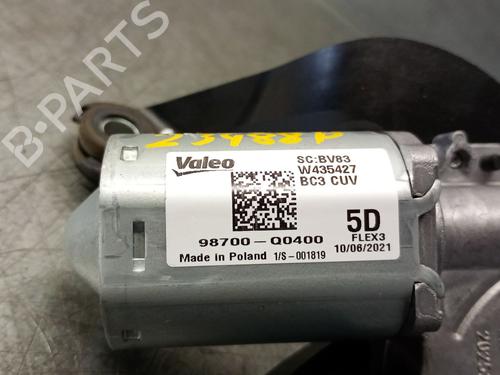 B-PARTS
23488P
Valeo
SC:BV83
W435427
BC3 CUV
98700-Q0400
5D
FLEX3
Made in Poland 1/S-001819
10/06/2021